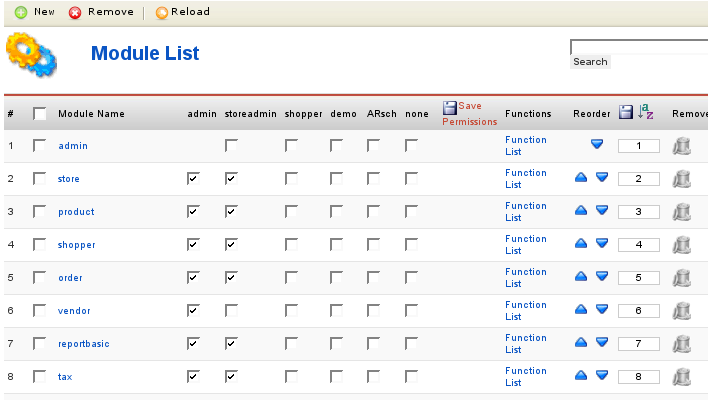 New Remove Reload
Module List
Search
# Module Name admin storeadmin shopper demo ARsch none Save Permissions Functions Reorder a z Remove
1 admin Function List 1
2 store Function List 2
3 product Function List 3
4 shopper Function List 4
5 order Function List 5
6 vendor Function List 6
7 reportbasic Function List 7
8 tax Function List 8